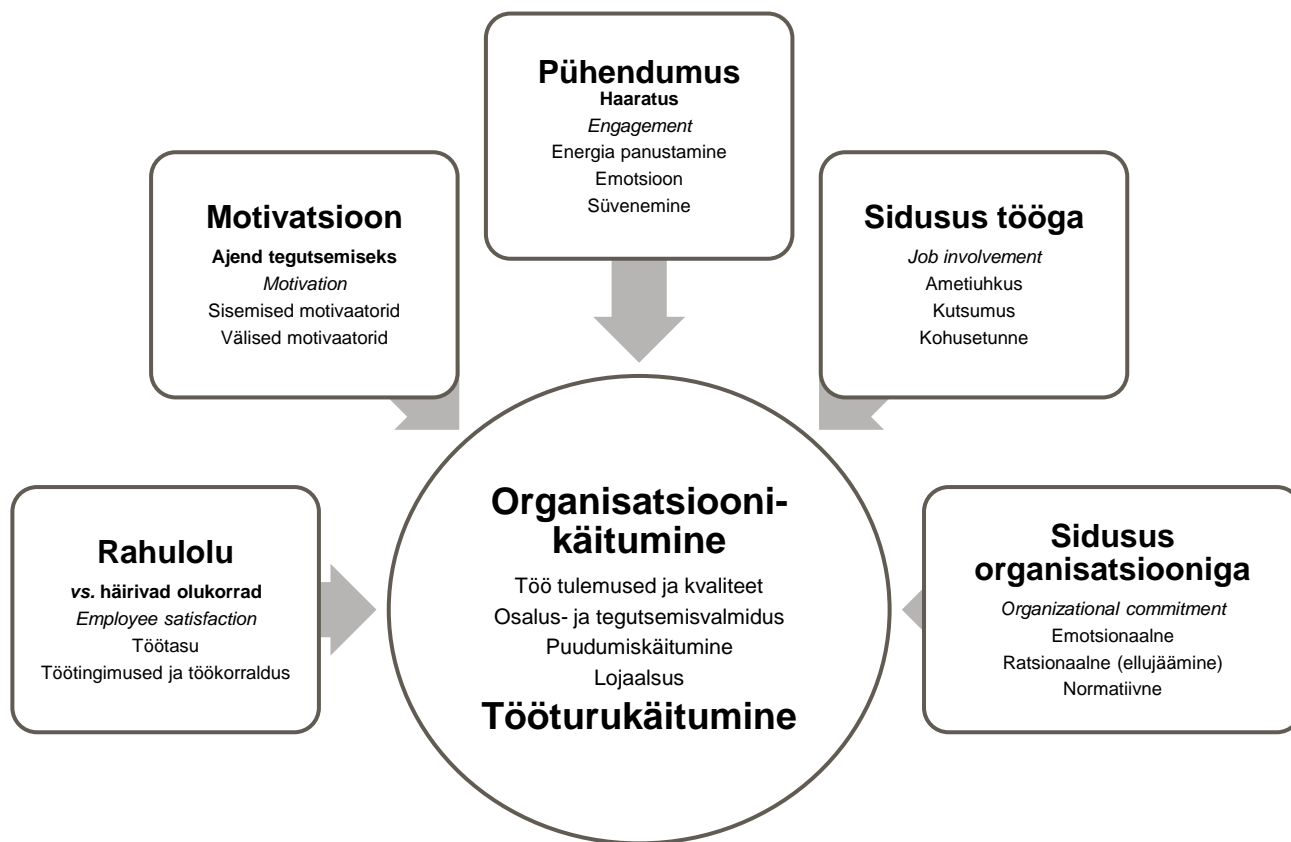 Pühendumus
Haaratus
Engagement
Energia panustamine
Emotsioon
Süvenemine
Motivatsioon
Ajend tegutsemiseks
Motivation
Sisemised motivaatorid
Välised motivaatorid
Sidusus tööga
Job involvement
Ametiuhkus
Kutsumus
Kohusetunne
Rahulolu
vs. häirivad olukorrad
Employee satisfaction
Töötasu
Töötingimused ja töökorraldus
Organisatsiooni-
käitumine
Töö tulemused ja kvaliteet
Osalus- ja tegutsemisvalmidus
Puudumiskäitumine
Lojaalsus
Tööturukäitumine
Sidusus
organisatsiooniga
Organizational commitment
Emotsionaalne
Ratsionaalne (ellujäämine)
Normatiivne